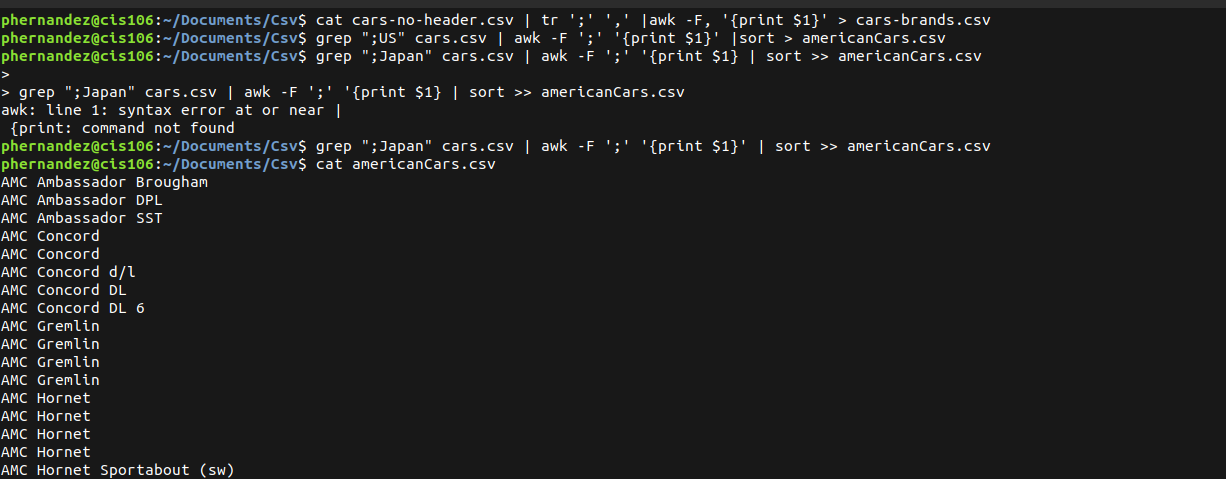 phernandez@cis106:~/Documents/Csv$ cat cars-no-header.csv | tr ';' ',' |awk -F, '{print $1}' > cars-brands.csv
phernandez@cis106:~/Documents/Csv$ grep ";US" cars.csv | awk -F ';' '{print $1}' |sort > americanCars.csv
phernandez@cis106:~/Documents/Csv$ grep ";Japan" cars.csv | awk -F ';' '{print $1} | sort >> americanCars.csv
>
> grep ";Japan" cars.csv | awk -F ';' '{print $1} | sort >> americanCars.csv
awk: line 1: syntax error at or near |
 {print: command not found
phernandez@cis106:~/Documents/Csv$ grep ";Japan" cars.csv | awk -F ';' '{print $1}' | sort >> americanCars.csv
phernandez@cis106:~/Documents/Csv$ cat americanCars.csv
AMC Ambassador Brougham
AMC Ambassador DPL
AMC Ambassador SST
AMC Concord
AMC Concord
AMC Concord d/l
AMC Concord DL
AMC Concord DL 6
AMC Gremlin
AMC Gremlin
AMC Gremlin
AMC Gremlin
AMC Hornet
AMC Hornet
AMC Hornet
AMC Hornet
AMC Hornet Sportabout (sw)